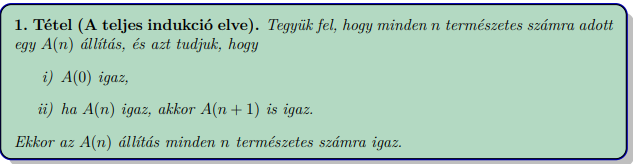 1. Tétel (A teljes indukció elve). Tegyük fel, hogy minden n természetes számra adott
egy A(n) állítás, és azt tudjuk, hogy
i) A(0) igaz,
ii) ha A(n) igaz, akkor A(n + 1) is igaz.
Ekkor az A(n) állítás minden n természetes számra igaz.